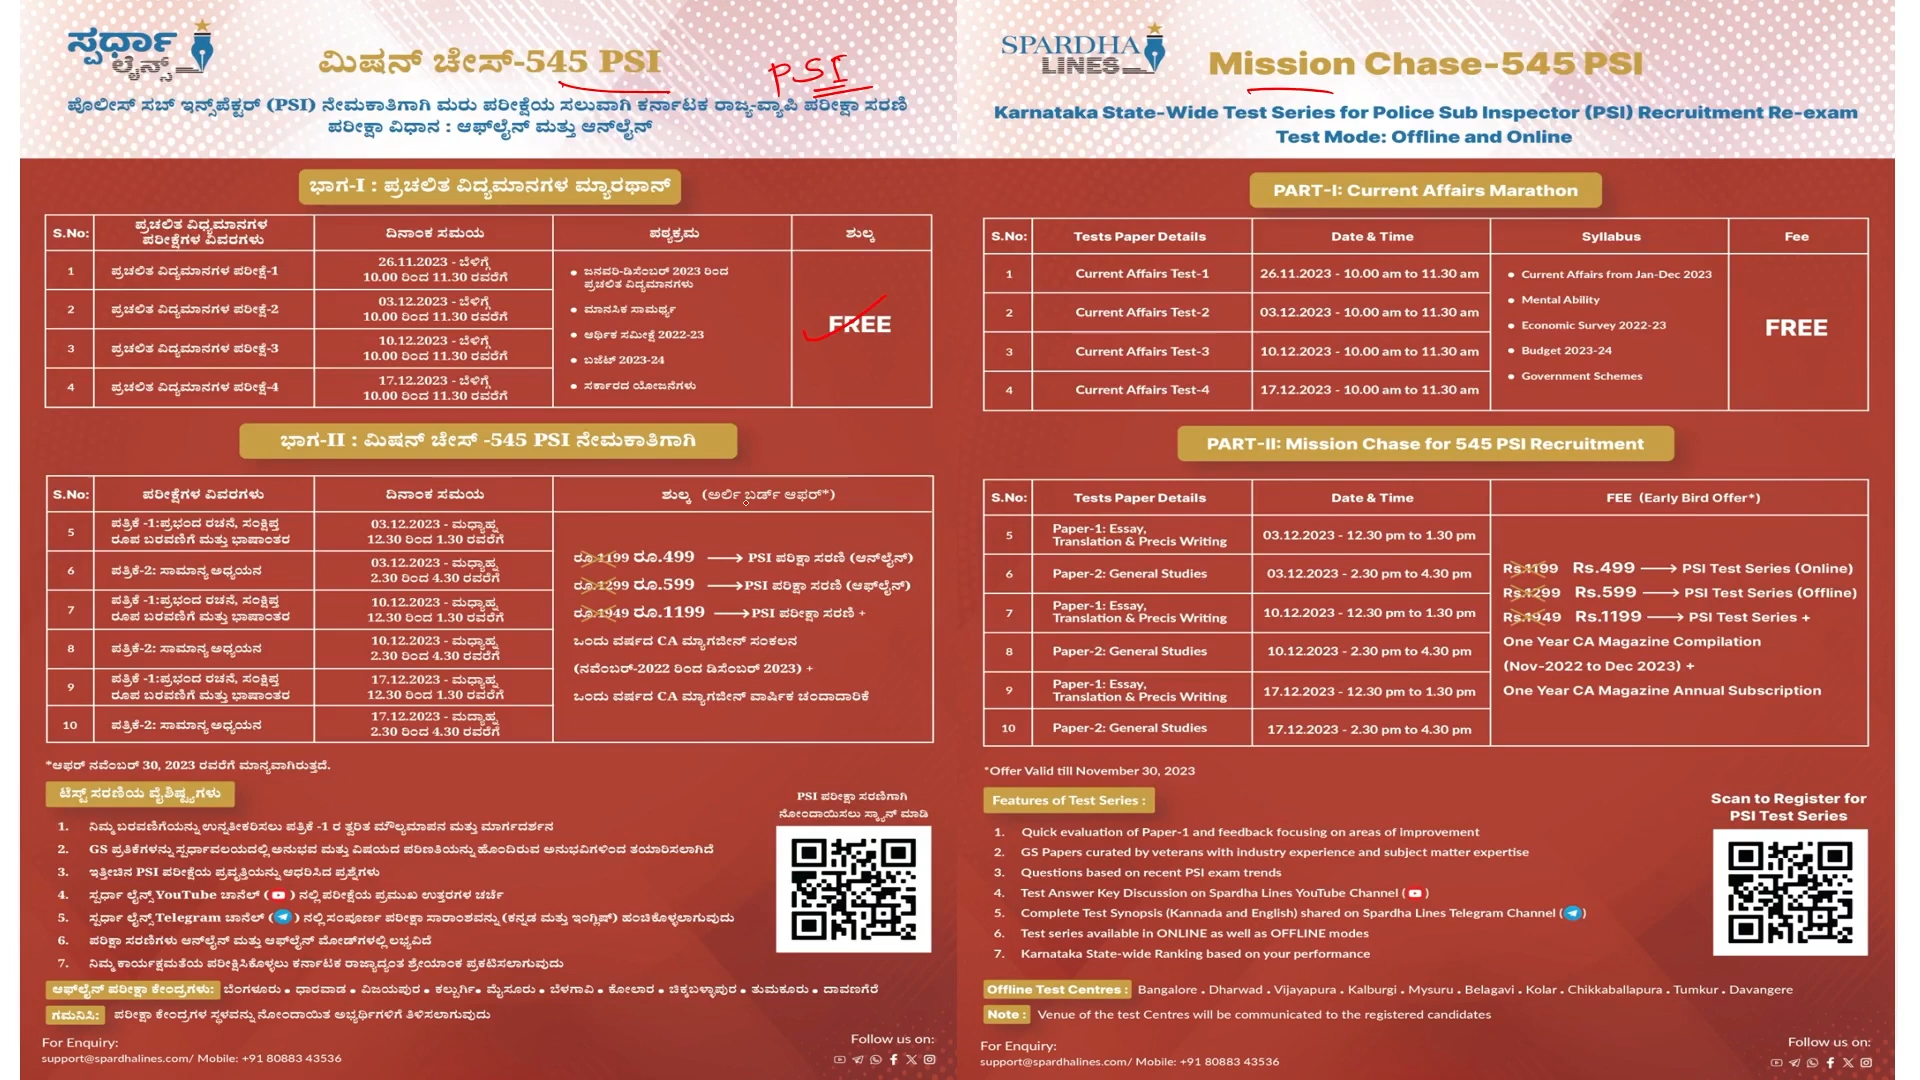 ಸ್ಪರ್ಧಾ
ಲೈನ್ಸ್
ಮಿಷನ್ ಚೇಸ್-545 PSI
PSI
ಪೊಲೀಸ್ ಸಬ್ ಇನ್ಸ್‌ಪೆಕ್ಟರ್ (PSI) ನೇಮಕಾತಿಗಾಗಿ ಮರು ಪರೀಕ್ಷೆಯ ಸಲುವಾಗಿ ಕರ್ನಾಟಕ ರಾಜ್ಯ-ವ್ಯಾಪಿ ಪರೀಕ್ಷಾ ಸರಣಿ
ಪರೀಕ್ಷಾ ವಿಧಾನ : ಆಫ್‌ಲೈನ್ ಮತ್ತು ಆನ್‌ಲೈನ್
ಭಾಗ-I : ಪ್ರಚಲಿತ ವಿದ್ಯಮಾನಗಳ ಮ್ಯಾರಥಾನ್
S.No: ಪ್ರಚಲಿತ ವಿಧ್ಯಮಾನಗಳ ಪರೀಕ್ಷೆಗಳ ವಿವರಗಳು ದಿನಾಂಕ ಸಮಯ ಪಠ್ಯಕ್ರಮ ಶುಲ್ಕ
1 ಪ್ರಚಲಿತ ವಿದ್ಯಮಾನಗಳ ಪರೀಕ್ಷೆ-1 26.11.2023 - ಬೆಳಿಗ್ಗೆ 10.00 ರಿಂದ 11.30 ರವರೆಗೆ
2 ಪ್ರಚಲಿತ ವಿದ್ಯಮಾನಗಳ ಪರೀಕ್ಷೆ-2 03.12.2023 - ಬೆಳಿಗ್ಗೆ 10.00 ರಿಂದ 11.30 ರವರೆಗೆ
3 ಪ್ರಚಲಿತ ವಿದ್ಯಮಾನಗಳ ಪರೀಕ್ಷೆ-3 10.12.2023 - ಬೆಳಿಗ್ಗೆ 10.00 ರಿಂದ 11.30 ರವರೆಗೆ
4 ಪ್ರಚಲಿತ ವಿದ್ಯಮಾನಗಳ ಪರೀಕ್ಷೆ-4 17.12.2023 - ಬೆಳಿಗ್ಗೆ 10.00 ರಿಂದ 11.30 ರವರೆಗೆ
• ಜನವರಿ-ಡಿಸೆಂಬರ್ 2023 ರಿಂದ
ಪ್ರಚಲಿತ ವಿದ್ಯಮಾನಗಳು
• ಮಾನಸಿಕ ಸಾಮರ್ಥ್ಯ
• ಆರ್ಥಿಕ ಸಮೀಕ್ಷೆ 2022-23
• ಬಜೆಟ್ 2023-24
• ಸರ್ಕಾರದ ಯೋಜನೆಗಳು
FREE
ಭಾಗ-II : ಮಿಷನ್ ಚೇಸ್ -545 PSI ನೇಮಕಾತಿಗಾಗಿ
S.No: ಪರೀಕ್ಷೆಗಳ ವಿವರಗಳು ದಿನಾಂಕ ಸಮಯ ಶುಲ್ಕ (ಅರ್ಲಿ ಬರ್ಡ್ ಆಫರ್*)
5 ಪತ್ರಿಕೆ -1:ಪ್ರಭಂದ ರಚನೆ, ಸಂಕ್ಷಿಪ್ತ ರೂಪ ಬರವಣಿಗೆ ಮತ್ತು ಭಾಷಾಂತರ 03.12.2023 - ಮಧ್ಯಾಹ್ನ 12.30 ರಿಂದ 1.30 ರವರೆಗೆ
6 ಪತ್ರಿಕೆ-2: ಸಾಮಾನ್ಯ ಅಧ್ಯಯನ 03.12.2023 - ಮಧ್ಯಾಹ್ನ 2.30 ರಿಂದ 4.30 ರವರೆಗೆ
7 ಪತ್ರಿಕೆ -1:ಪ್ರಭಂದ ರಚನೆ, ಸಂಕ್ಷಿಪ್ತ ರೂಪ ಬರವಣಿಗೆ ಮತ್ತು ಭಾಷಾಂತರ 10.12.2023 - ಮಧ್ಯಾಹ್ನ 12.30 ರಿಂದ 1.30 ರವರೆಗೆ
8 ಪತ್ರಿಕೆ-2: ಸಾಮಾನ್ಯ ಅಧ್ಯಯನ 10.12.2023 - ಮಧ್ಯಾಹ್ನ 2.30 ರಿಂದ 4.30 ರವರೆಗೆ
9 ಪತ್ರಿಕೆ -1:ಪ್ರಭಂದ ರಚನೆ, ಸಂಕ್ಷಿಪ್ತ ರೂಪ ಬರವಣಿಗೆ ಮತ್ತು ಭಾಷಾಂತರ 17.12.2023 - ಮಧ್ಯಾಹ್ನ 12.30 ರಿಂದ 1.30 ರವರೆಗೆ
10 ಪತ್ರಿಕೆ-2: ಸಾಮಾನ್ಯ ಅಧ್ಯಯನ 17.12.2023 - ಮದ್ಯಾಹ್ನ 2.30 ರಿಂದ 4.30 ರವರೆಗೆ
ರೂ.1199 ರೂ.499 ⟶ PSI ಪರಿಕ್ಷಾ ಸರಣಿ (ಆನ್‌ಲೈನ್)
ರೂ.1299 ರೂ.599 ⟶ PSI ಪರಿಕ್ಷಾ ಸರಣಿ (ಆಫ್‌ಲೈನ್)
ರೂ.1949 ರೂ.1199 ⟶ PSI ಪರೀಕ್ಷಾ ಸರಣಿ +
ಒಂದು ವರ್ಷದ CA ಮ್ಯಾಗಜೀನ್ ಸಂಕಲನ
(ನವೆಂಬರ್-2022 ರಿಂದ ಡಿಸೆಂಬರ್ 2023) +
ಒಂದು ವರ್ಷದ CA ಮ್ಯಾಗಜೀನ್ ವಾರ್ಷಿಕ ಚಂದಾದಾರಿಕೆ
*ಆಫರ್ ನವೆಂಬರ್ 30, 2023 ರವರೆಗೆ ಮಾನ್ಯವಾಗಿರುತ್ತದೆ.
ಟೆಸ್ಟ್ ಸರಣಿಯ ವೈಶಿಷ್ಟ್ಯಗಳು
1. ನಿಮ್ಮ ಬರವಣಿಗೆಯನ್ನು ಉನ್ನತೀಕರಿಸಲು ಪತ್ರಿಕೆ -1 ರ ತ್ವರಿತ ಮೌಲ್ಯಮಾಪನ ಮತ್ತು ಮಾರ್ಗದರ್ಶನ
2. GS ಪ್ರತಿಕೆಗಳನ್ನು ಸ್ಪರ್ಧಾವಲಯದಲ್ಲಿ ಅನುಭವ ಮತ್ತು ವಿಷಯದ ಪರಿಣತಿಯನ್ನು ಹೊಂದಿರುವ ಅನುಭವಿಗಳಿಂದ ತಯಾರಿಸಲಾಗಿದೆ
3. ಇತ್ತೀಚಿನ PSI ಪರೀಕ್ಷೆಯ ಪ್ರವೃತ್ತಿಯನ್ನು ಆಧರಿಸಿದ ಪ್ರಶ್ನೆಗಳು
4. ಸ್ಪರ್ಧಾ ಲೈನ್ಸ್ YouTube ಚಾನೆಲ್ ( ) ನಲ್ಲಿ ಪರೀಕ್ಷೆಯ ಪ್ರಮುಖ ಉತ್ತರಗಳ ಚರ್ಚೆ
5. ಸ್ಪರ್ಧಾ ಲೈನ್ಸ್ Telegram ಚಾನೆಲ್ ( ) ನಲ್ಲಿ ಸಂಪೂರ್ಣ ಪರೀಕ್ಷಾ ಸಾರಾಂಶವನ್ನು (ಕನ್ನಡ ಮತ್ತು ಇಂಗ್ಲಿಷ್) ಹಂಚಿಕೊಳ್ಳಲಾಗುವುದು
6. ಪರಿಕ್ಷಾ ಸರಣಿಗಳು ಆನ್‌ಲೈನ್ ಮತ್ತು ಆಫ್‌ಲೈನ್ ಮೋಡ್‌ಗಳಲ್ಲಿ ಲಭ್ಯವಿದೆ
7. ನಿಮ್ಮ ಕಾರ್ಯಕ್ಷಮತೆಯ ಪರೀಕ್ಷಿಸಿಕೊಳ್ಳಲು ಕರ್ನಾಟಕ ರಾಜ್ಯಾದ್ಯಂತ ಶ್ರೇಯಾಂಕ ಪ್ರಕಟಿಸಲಾಗುವುದು
PSI ಪರೀಕ್ಷಾ ಸರಣಿಗಾಗಿ
ನೋಂದಾಯಿಸಲು ಸ್ಕ್ಯಾನ್ ಮಾಡಿ
ಆಫ್‌ಲೈನ್ ಪರೀಕ್ಷಾ ಕೇಂದ್ರಗಳು: ಬೆಂಗಳೂರು • ಧಾರವಾಡ • ವಿಜಯಪುರ • ಕಲ್ಬುರ್ಗಿ • ಮೈಸೂರು • ಬೆಳಗಾವಿ • ಕೋಲಾರ • ಚಿಕ್ಕಬಳ್ಳಾಪುರ • ತುಮಕೂರು • ದಾವಣಗೆರೆ
ಗಮನಿಸಿ: ಪರೀಕ್ಷಾ ಕೇಂದ್ರಗಳ ಸ್ಥಳವನ್ನು ನೋಂದಾಯಿತ ಅಭ್ಯರ್ಥಿಗಳಿಗೆ ತಿಳಿಸಲಾಗುವುದು
For Enquiry:
support@spardhalines.com/ Mobile: +91 80883 43536
Follow us on:
SPARDHA
LINES
Mission Chase-545 PSI
Karnataka State-Wide Test Series for Police Sub Inspector (PSI) Recruitment Re-exam
Test Mode: Offline and Online
PART-I: Current Affairs Marathon
S.No: Tests Paper Details Date & Time Syllabus Fee
1 Current Affairs Test-1 26.11.2023 - 10.00 am to 11.30 am
2 Current Affairs Test-2 03.12.2023 - 10.00 am to 11.30 am
3 Current Affairs Test-3 10.12.2023 - 10.00 am to 11.30 am
4 Current Affairs Test-4 17.12.2023 - 10.00 am to 11.30 am
• Current Affairs from Jan-Dec 2023
• Mental Ability
• Economic Survey 2022-23
• Budget 2023-24
• Government Schemes
FREE
PART-II: Mission Chase for 545 PSI Recruitment
S.No: Tests Paper Details Date & Time FEE (Early Bird Offer*)
5 Paper-1: Essay, Translation & Precis Writing 03.12.2023 - 12.30 pm to 1.30 pm
6 Paper-2: General Studies 03.12.2023 - 2.30 pm to 4.30 pm
7 Paper-1: Essay, Translation & Precis Writing 10.12.2023 - 12.30 pm to 1.30 pm
8 Paper-2: General Studies 10.12.2023 - 2.30 pm to 4.30 pm
9 Paper-1: Essay, Translation & Precis Writing 17.12.2023 - 12.30 pm to 1.30 pm
10 Paper-2: General Studies 17.12.2023 - 2.30 pm to 4.30 pm
Rs.1199 Rs.499 ⟶ PSI Test Series (Online)
Rs.1299 Rs.599 ⟶ PSI Test Series (Offline)
Rs.1949 Rs.1199 ⟶ PSI Test Series +
One Year CA Magazine Compilation
(Nov-2022 to Dec 2023) +
One Year CA Magazine Annual Subscription
*Offer Valid till November 30, 2023
Features of Test Series :
1. Quick evaluation of Paper-1 and feedback focusing on areas of improvement
2. GS Papers curated by veterans with industry experience and subject matter expertise
3. Questions based on recent PSI exam trends
4. Test Answer Key Discussion on Spardha Lines YouTube Channel ( )
5. Complete Test Synopsis (Kannada and English) shared on Spardha Lines Telegram Channel ( )
6. Test series available in ONLINE as well as OFFLINE modes
7. Karnataka State-wide Ranking based on your performance
Scan to Register for
PSI Test Series
Offline Test Centres : Bangalore • Dharwad • Vijayapura • Kalburgi • Mysuru • Belagavi • Kolar • Chikkaballapura • Tumkur • Davangere
Note : Venue of the test Centres will be communicated to the registered candidates
For Enquiry:
support@spardhalines.com/ Mobile: +91 80883 43536
Follow us on: